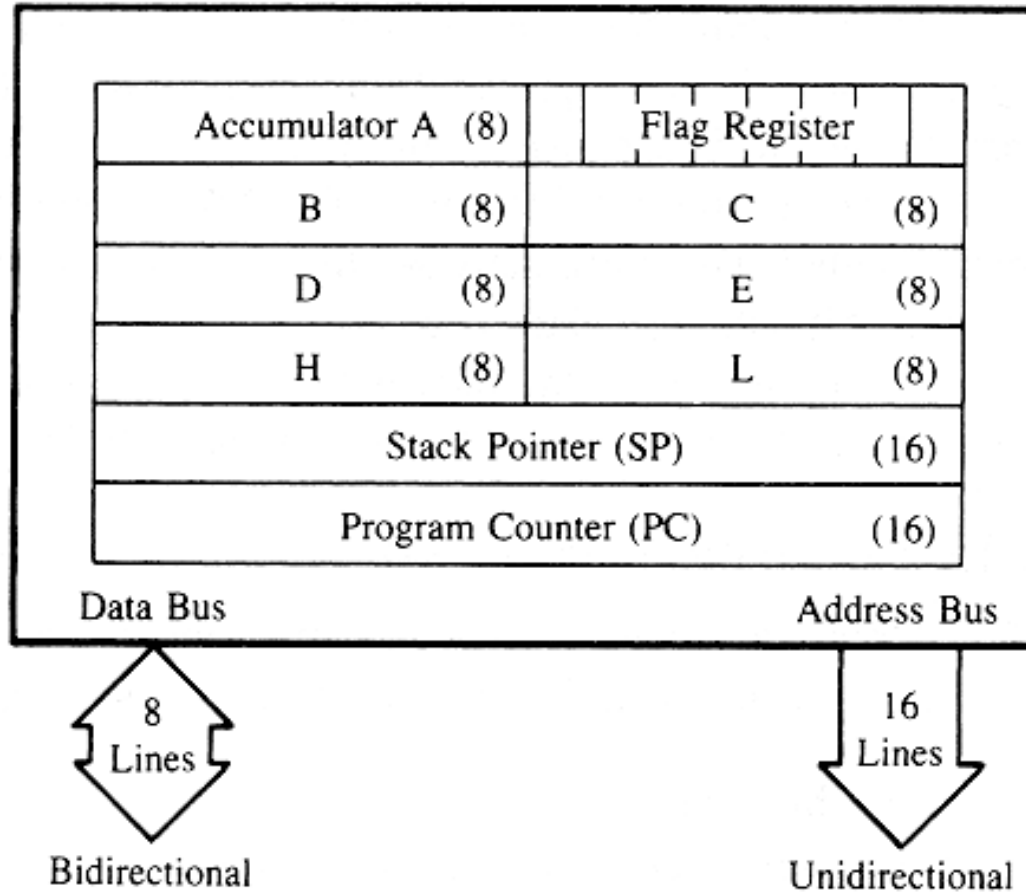 Accumulator A (8) Flag Register
B (8) C (8)
D (8) E (8)
H (8) L (8)
Stack Pointer (SP) (16)
Program Counter (PC) (16)
Data Bus Address Bus
8 16
Lines Lines
Bidirectional Unidirectional